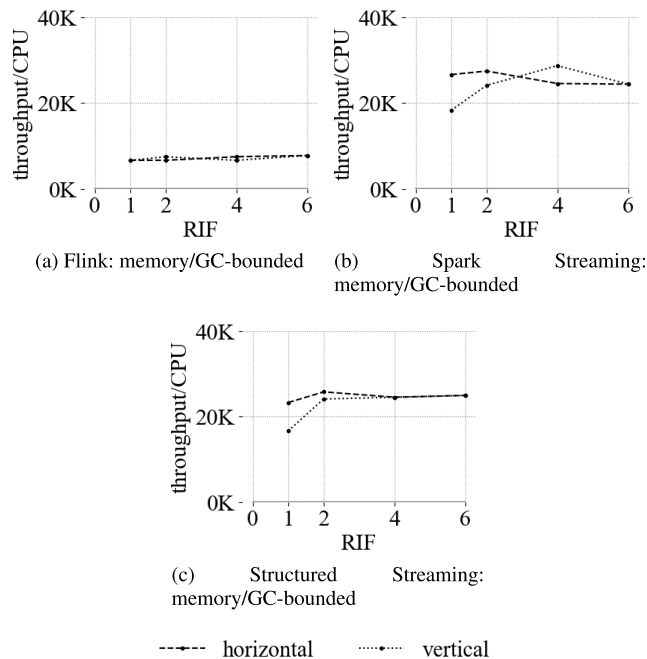 40K
20K
0K
throughput/CPU
0 1 2 4 6
RIF
(a) Flink: memory/GC-bounded
40K
20K
0K
throughput/CPU
0 1 2 4 6
RIF
(b) Spark Streaming:
memory/GC-bounded
40K
20K
0K
throughput/CPU
0 1 2 4 6
RIF
(c) Structured Streaming:
memory/GC-bounded
horizontal vertical